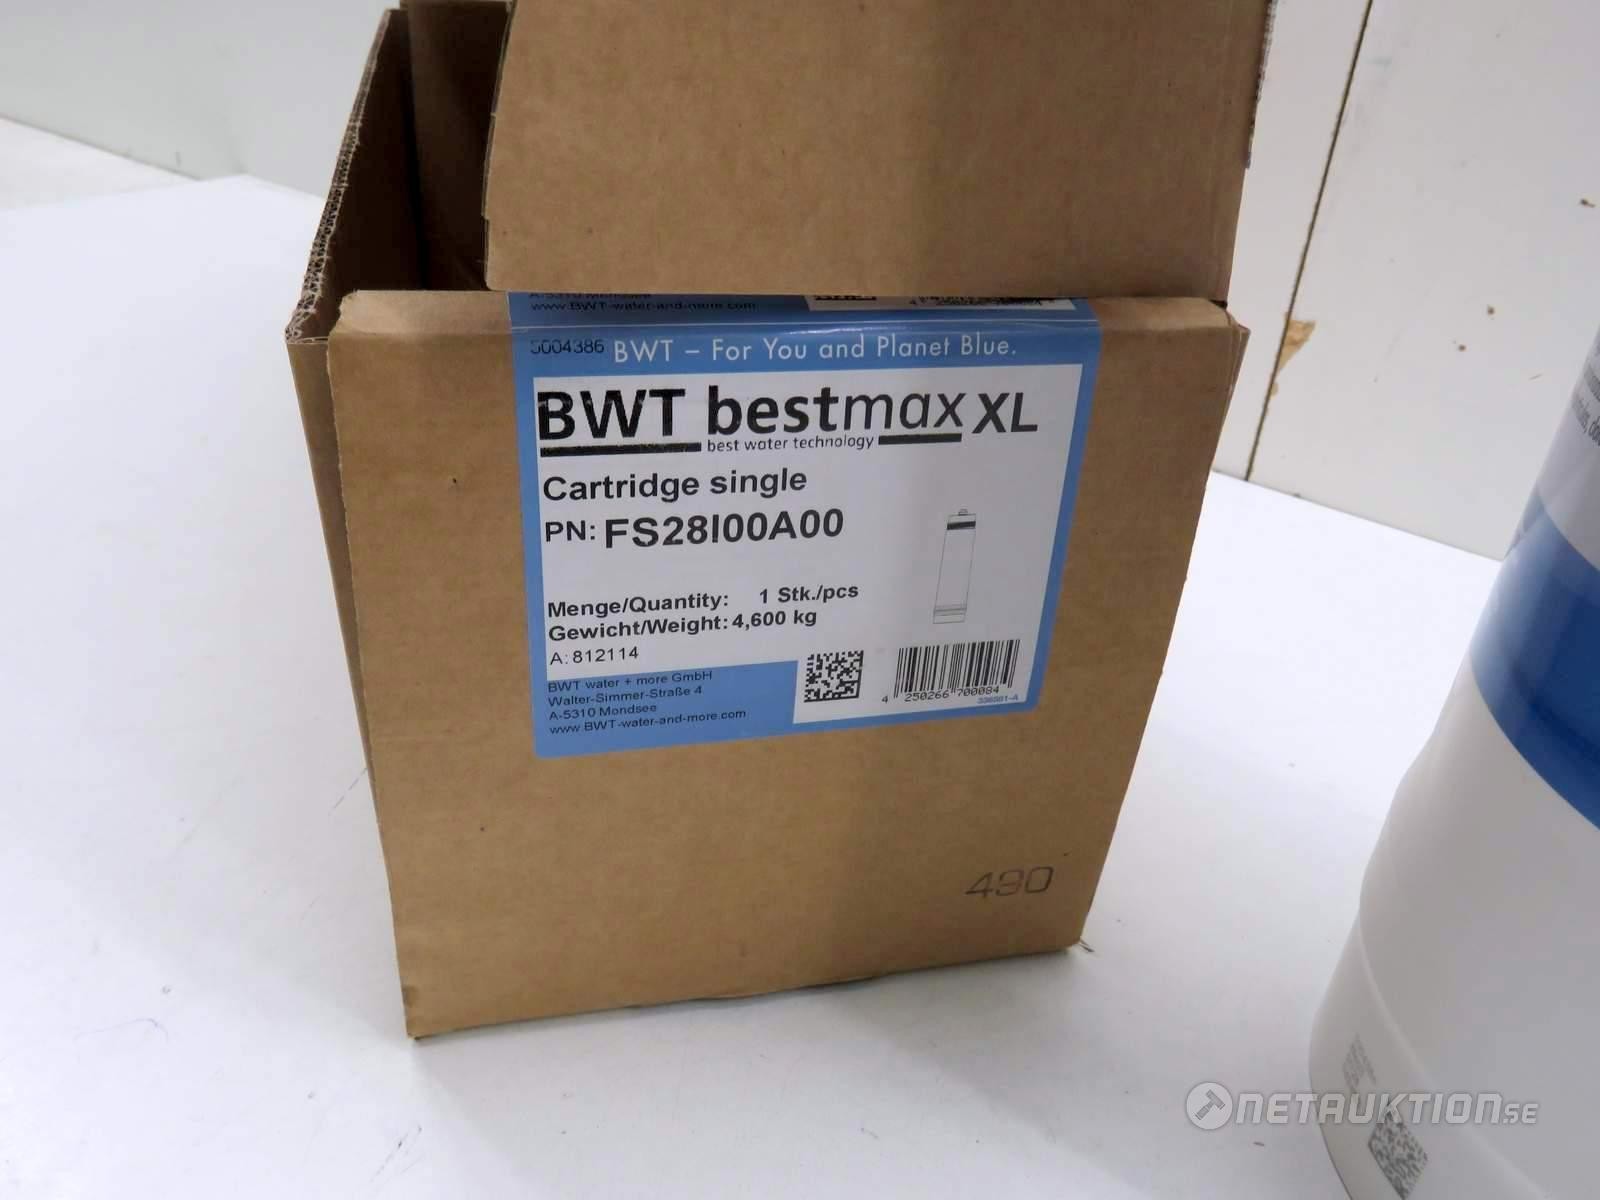 www.BWT-water-and-more.com
5004386 BWT – For You and Planet Blue.
BWT bestmax XL
best water technology
Cartridge single
PN: FS28I00A00
Menge/Quantity: 1 Stk./pcs
Gewicht/Weight: 4,600 kg
A: 812114
BWT water + more GmbH
Walter-Simmer-Straße 4
A-5310 Mondsee
www.BWT-water-and-more.com
4 250266 700084
336861-A
490
NETAUKTION.SE